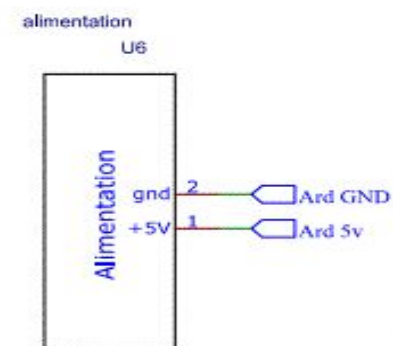 alimentation
U6
Alimentation
gnd 2 Ard GND
+5V 1 Ard 5v